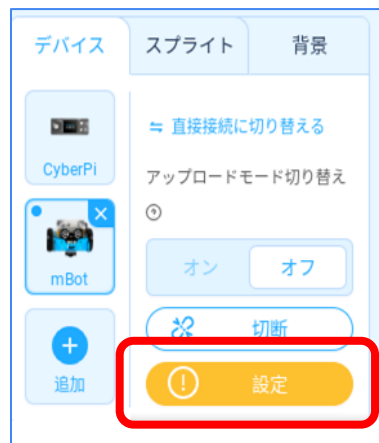 デバイス
スプライト
背景
CyberPi
mBot
追加
直接接続に切り替える
アップロードモード切り替え
オン
オフ
切断
設定